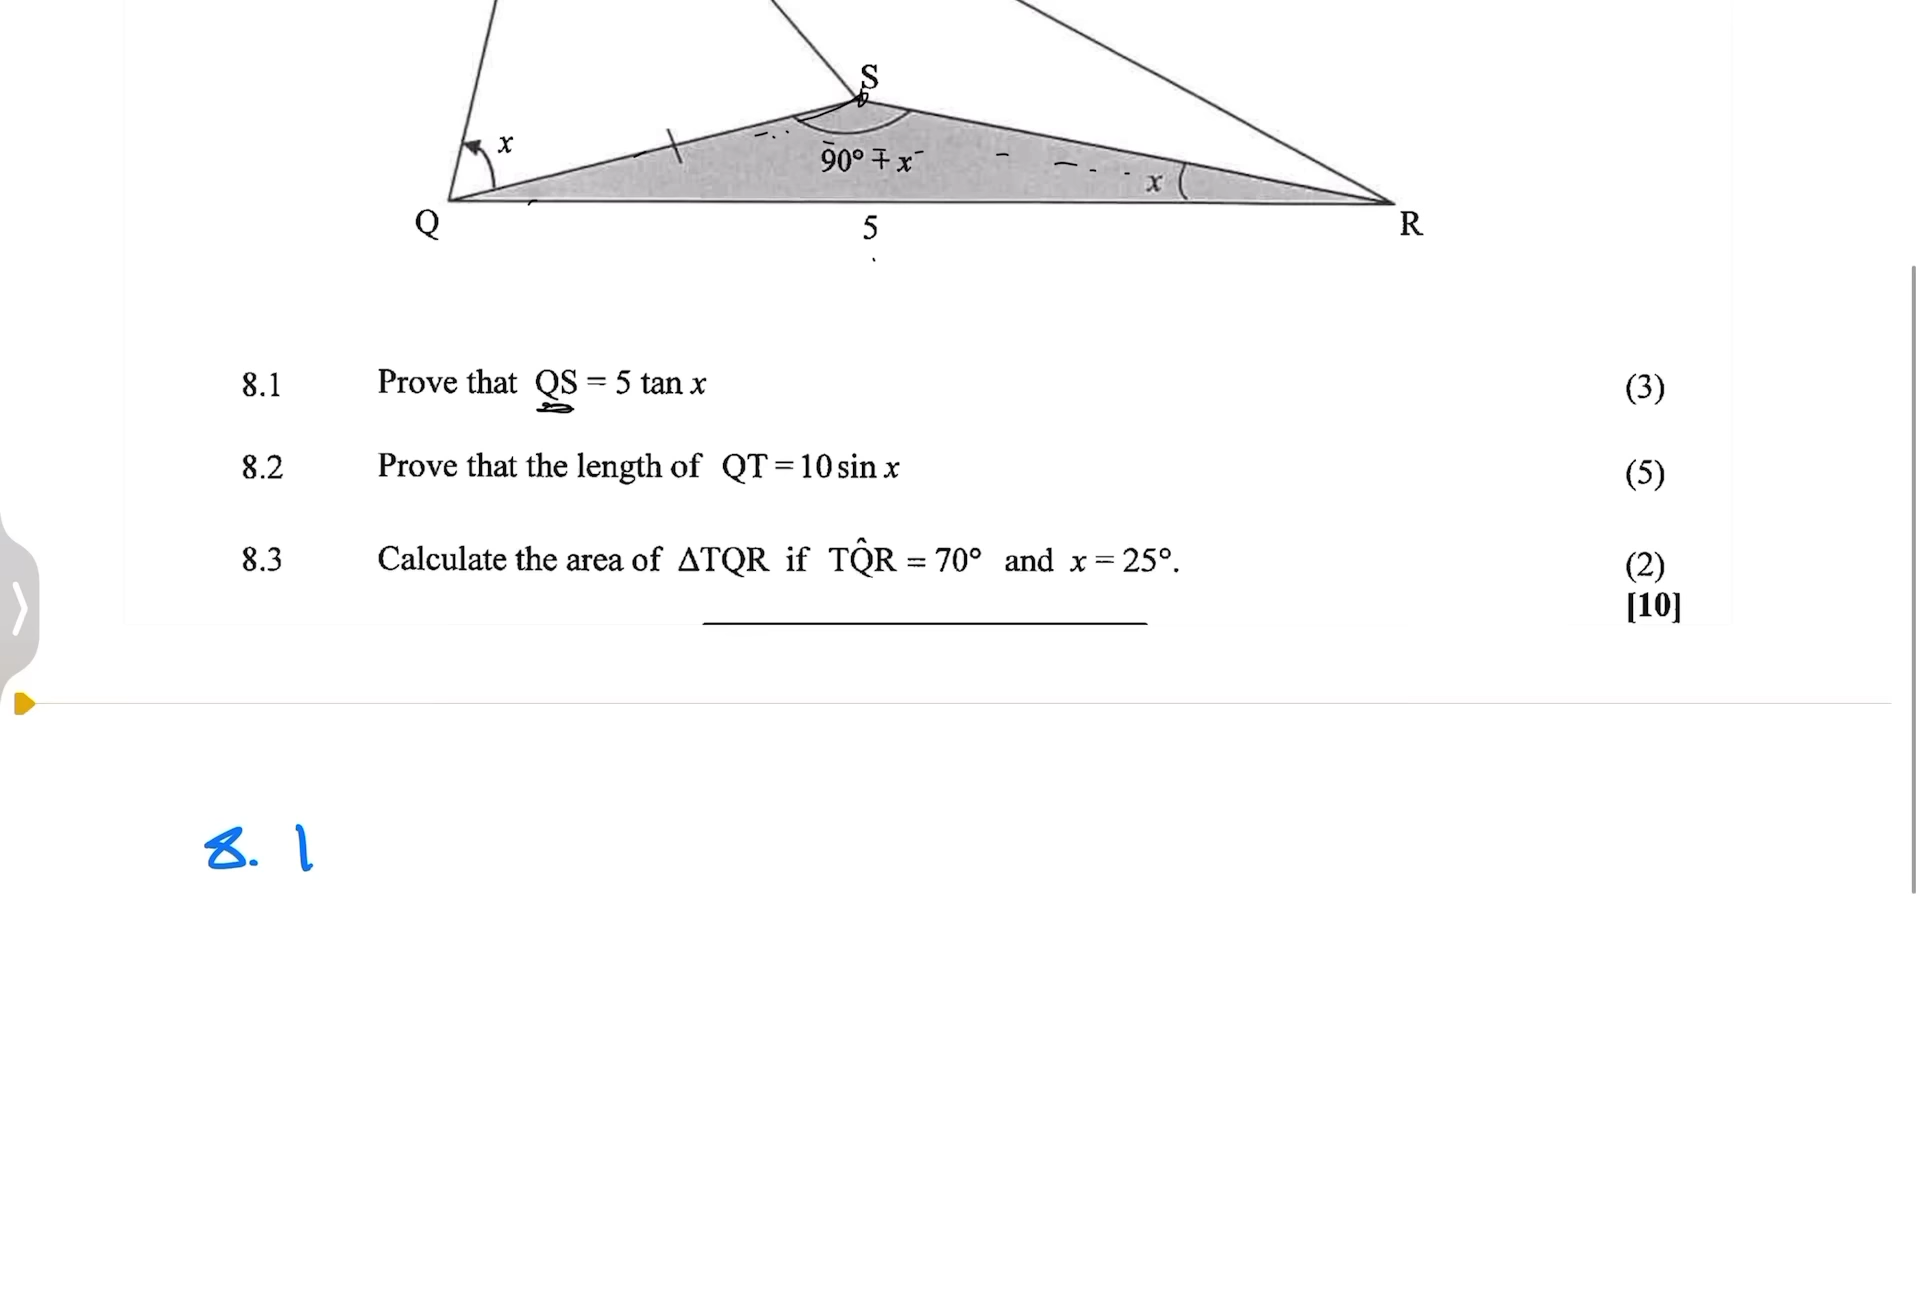 S
x
90° + x
x
Q
5
R
8.1 Prove that QS = 5 tan x (3)
8.2 Prove that the length of QT = 10 sin x (5)
8.3 Calculate the area of ΔTQR if TQ̂R = 70° and x = 25°. (2)
[10]
8. 1